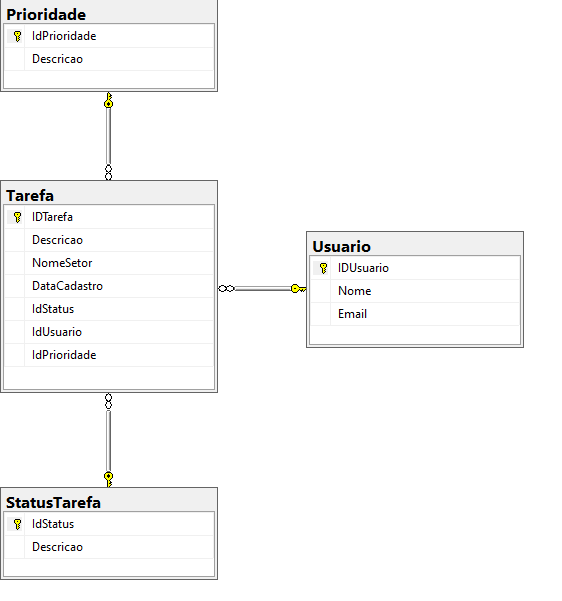 Prioridade
IdPrioridade
Descricao
Tarefa
IDTarefa
Descricao
NomeSetor
DataCadastro
IdStatus
IdUsuario
IdPrioridade
Usuario
IDUsuario
Nome
Email
StatusTarefa
IdStatus
Descricao